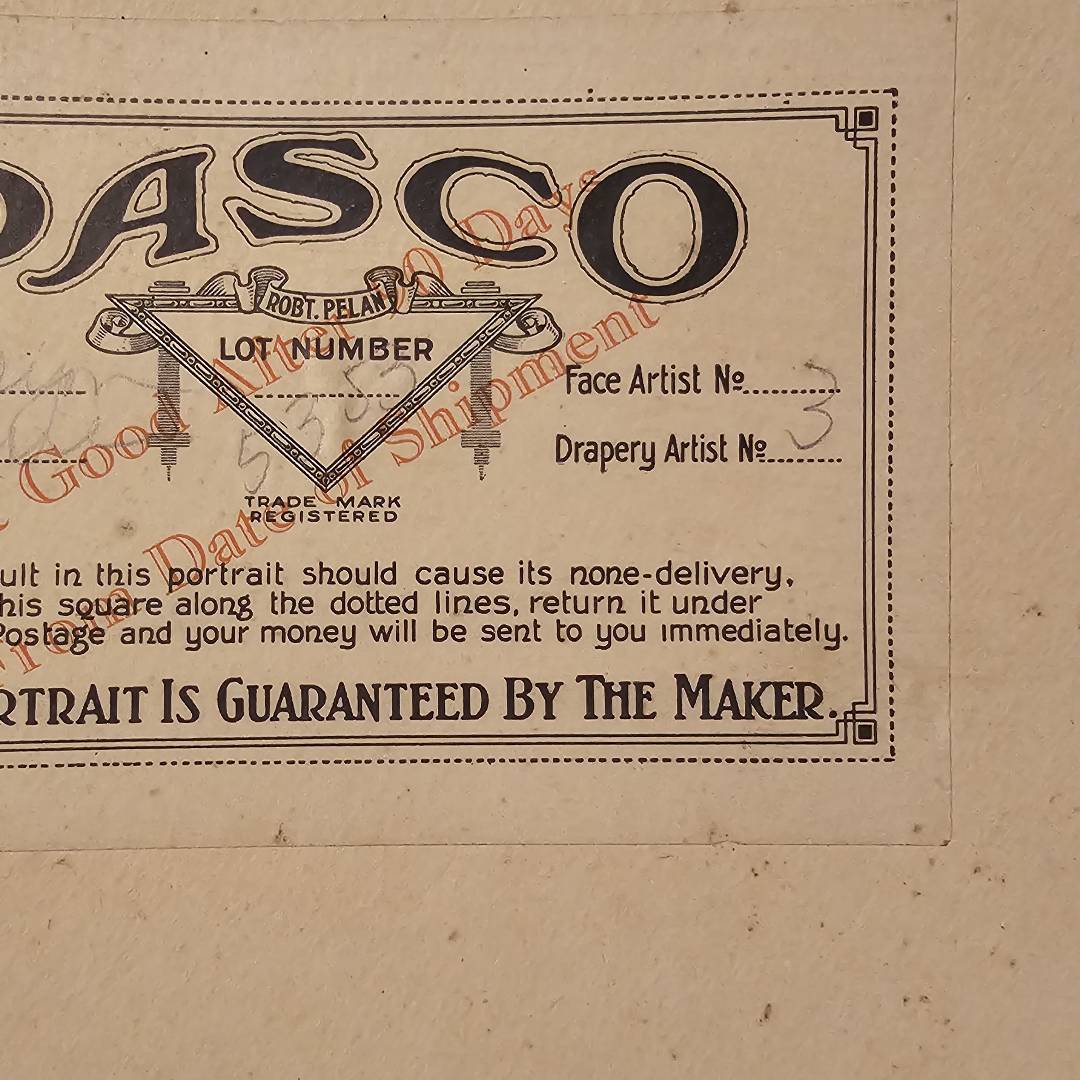 DASCO
ROBT. PELAN
LOT NUMBER
5353
Face Artist No 3
Drapery Artist No 3
TRADE MARK
REGISTERED
Good After 90 Days
From Date of Shipment
ult in this portrait should cause its none-delivery,
his square along the dotted lines, return it under
Postage and your money will be sent to you immediately.
RTRAIT IS GUARANTEED BY THE MAKER.